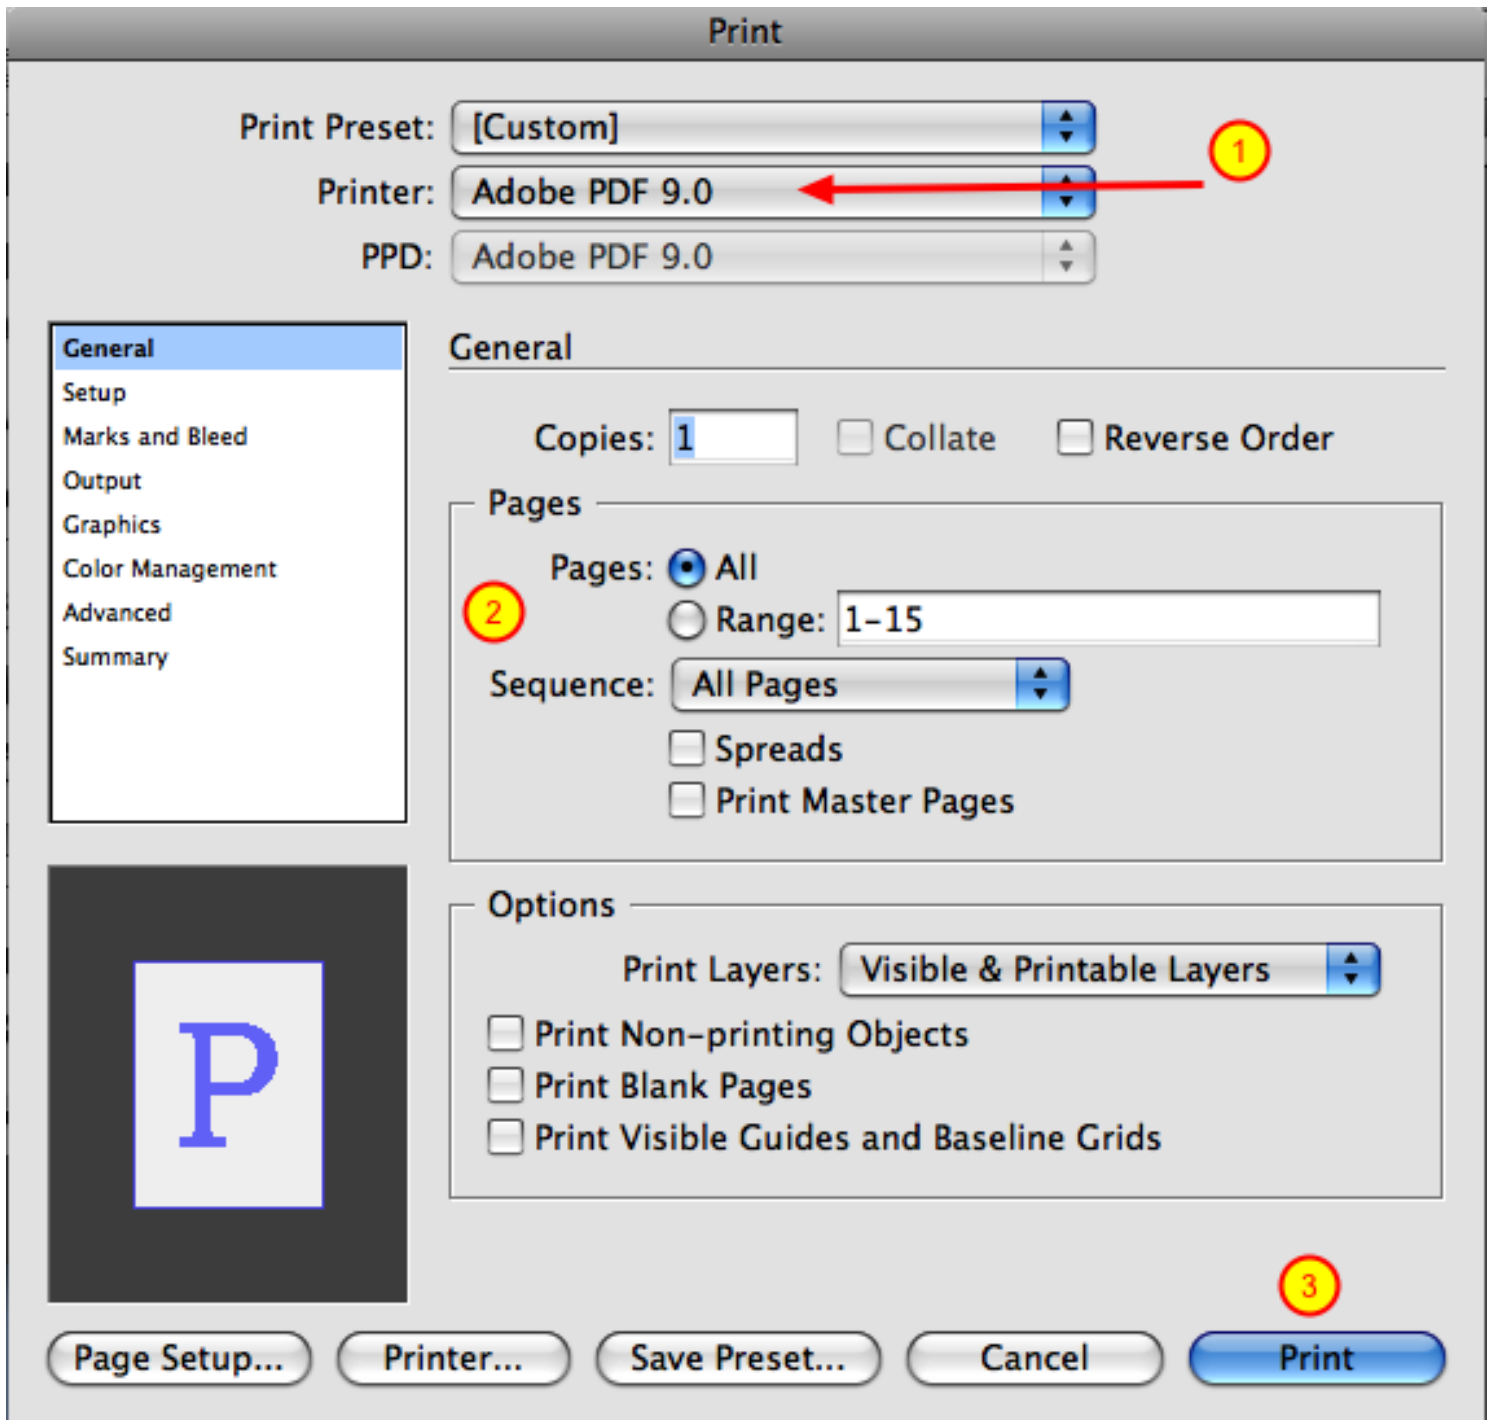 Print
Print Preset: [Custom]
1
Printer: Adobe PDF 9.0
PPD: Adobe PDF 9.0
General
Setup
Marks and Bleed
Output
Graphics
Color Management
Advanced
Summary
General
Copies: 1 Collate Reverse Order
Pages
Pages: All
2
Range: 1-15
Sequence: All Pages
Spreads
Print Master Pages
P
Options
Print Layers: Visible & Printable Layers
Print Non-printing Objects
Print Blank Pages
Print Visible Guides and Baseline Grids
3
Page Setup... Printer... Save Preset... Cancel Print